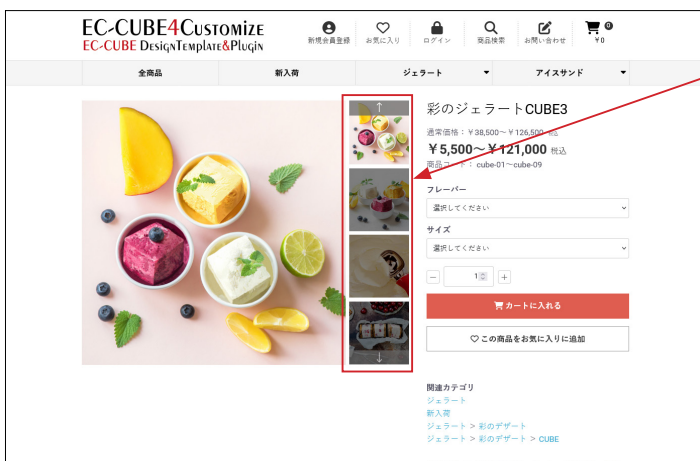 EC-CUBE4Customize
EC-CUBE DesignTemplate&Plugin
新規会員登録
お気に入り
ログイン
商品検索
お問い合わせ
0
¥0
全商品
新入荷
ジェラート
アイスサンド
↑
↓
彩のジェラートCUBE3
通常価格：¥38,500～¥126,500 税込
¥5,500～¥121,000 税込
商品コード： cube-01～cube-09
フレーバー
選択してください
サイズ
選択してください
− 1 +
カートに入れる
この商品をお気に入りに追加
関連カテゴリ
ジェラート
新入荷
ジェラート > 彩のデザート
ジェラート > 彩のデザート > CUBE